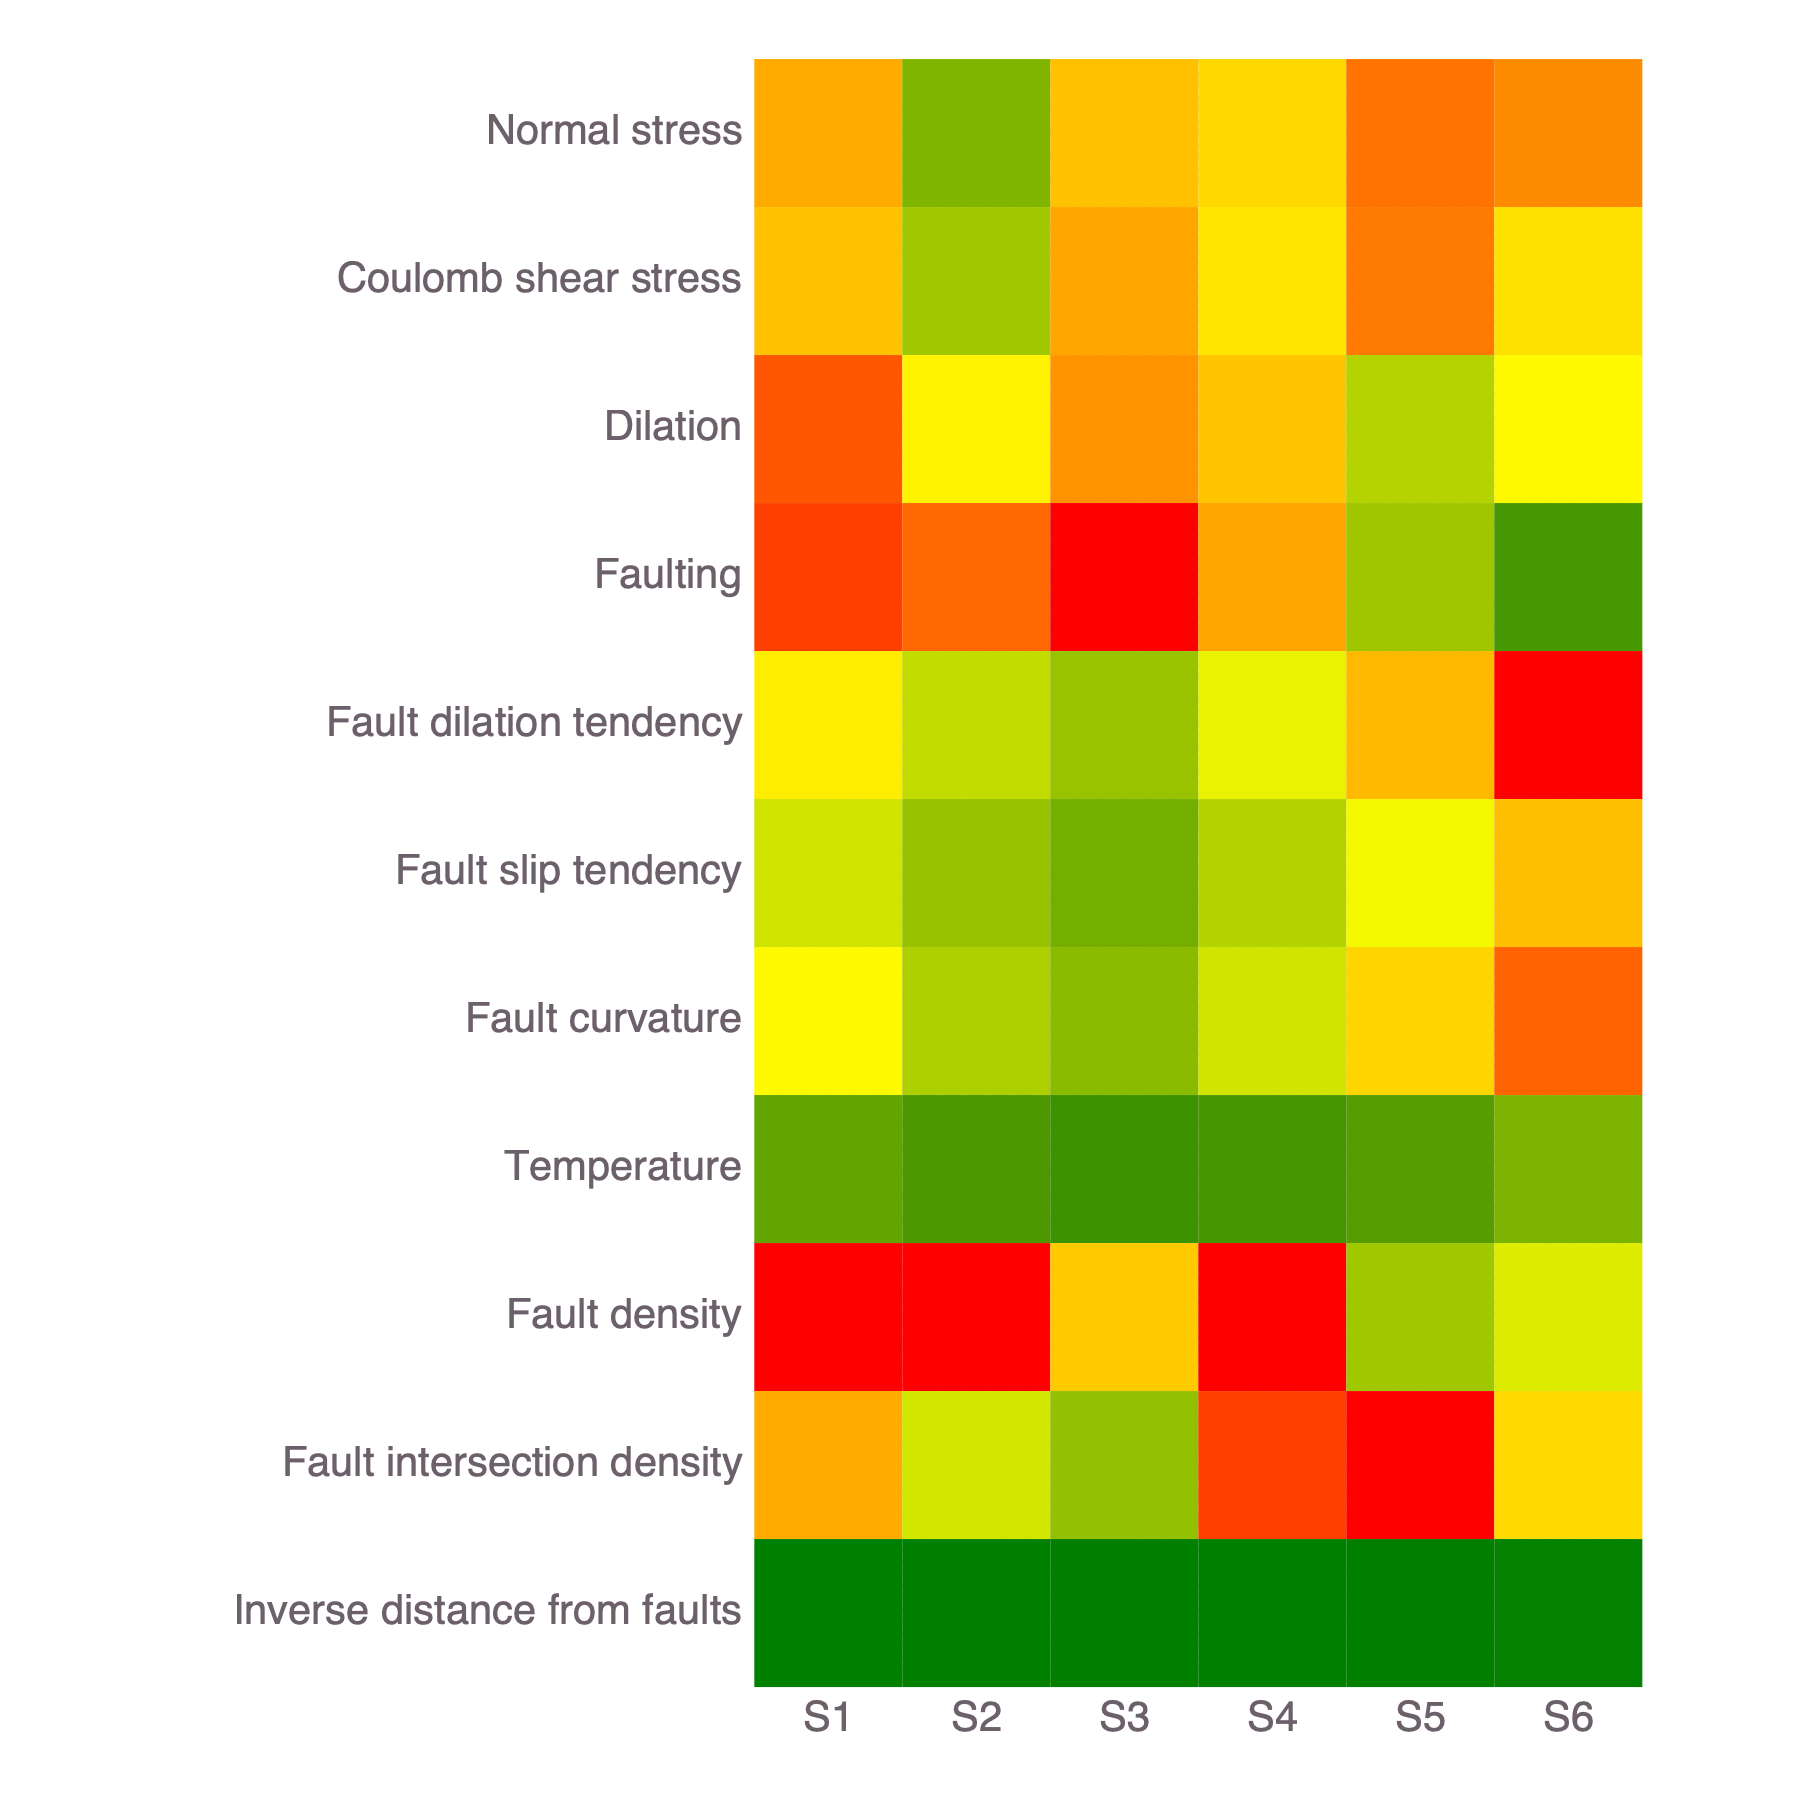 Normal stress
Coulomb shear stress
Dilation
Faulting
Fault dilation tendency
Fault slip tendency
Fault curvature
Temperature
Fault density
Fault intersection density
Inverse distance from faults
S1 S2 S3 S4 S5 S6